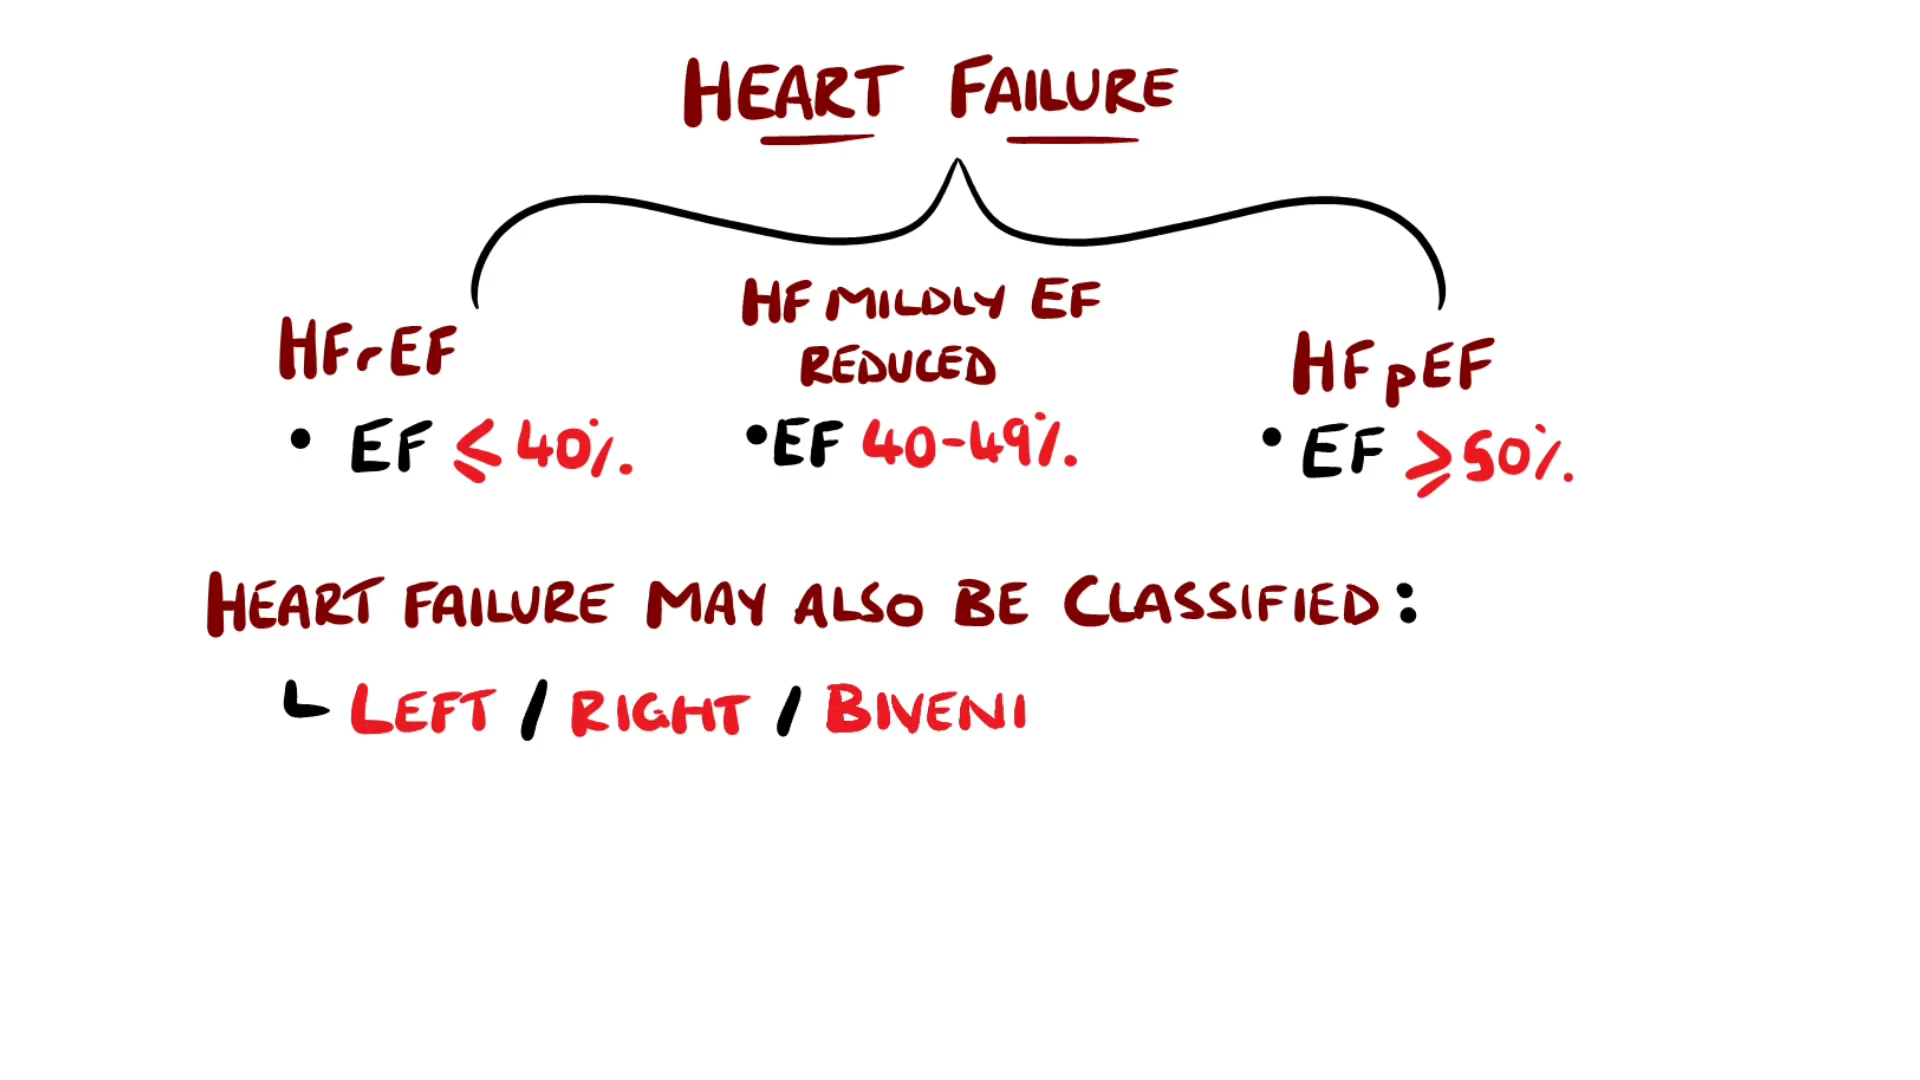 HEART FAILURE
HF MILDLY EF
REDUCED
HFrEF
HFpEF
• EF ≤ 40%
• EF 40-49%
• EF ≥ 50%
HEART FAILURE MAY ALSO BE CLASSIFIED:
LEFT / RIGHT / BIVENI